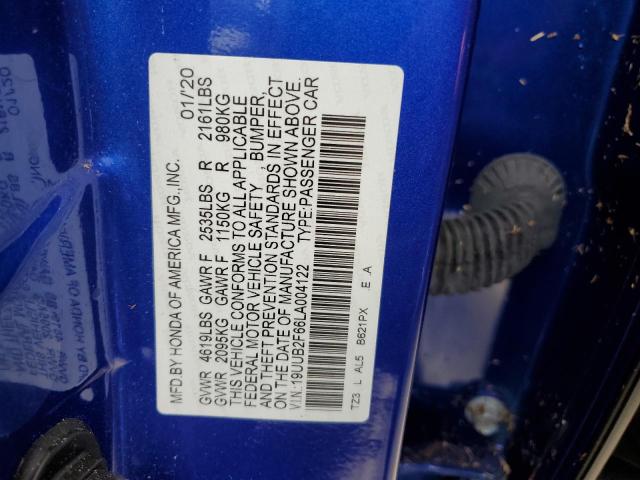 MFD.BY HONDA OF AMERICA MFG.,INC. 01/'20
GVWR 4619LBS GAWR F 2535LBS R 2161LBS
GVWR 2095KG GAWR F 1150KG R 980KG
THIS VEHICLE CONFORMS TO ALL APPLICABLE
FEDERAL MOTOR VEHICLE SAFETY , BUMPER,
AND THEFT PREVENTION STANDARDS IN EFFECT
ON THE DATE OF MANUFACTURE SHOWN ABOVE.
V.I.N.:19UUB2F66LA004122 TYPE:PASSENGER CAR
TZ3 L AL5 B621PX .E .A